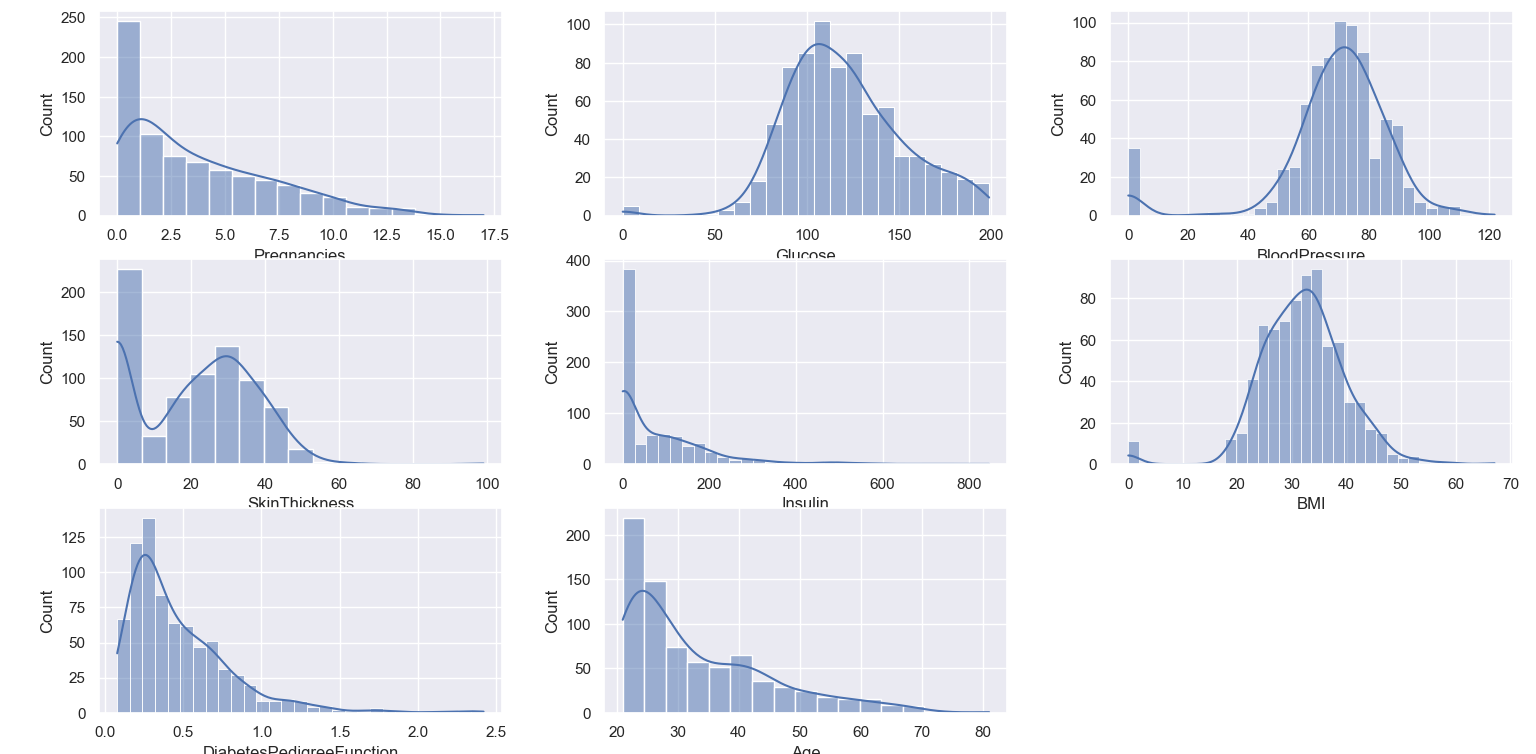 250
200
150
100
50
0
Count
0.0 2.5 5.0 7.5 10.0 12.5 15.0 17.5
Pregnancies
100
80
60
40
20
0
Count
0 50 100 150 200
Glucose
100
80
60
40
20
0
Count
0 20 40 60 80 100 120
BloodPressure
200
150
100
50
0
Count
0 20 40 60 80 100
SkinThickness
400
300
200
100
0
Count
0 200 400 600 800
Insulin
80
60
40
20
0
Count
0 10 20 30 40 50 60 70
BMI
125
100
75
50
25
0
Count
0.0 0.5 1.0 1.5 2.0 2.5
DiabetesPedigreeFunction
200
150
100
50
0
Count
20 30 40 50 60 70 80
Age